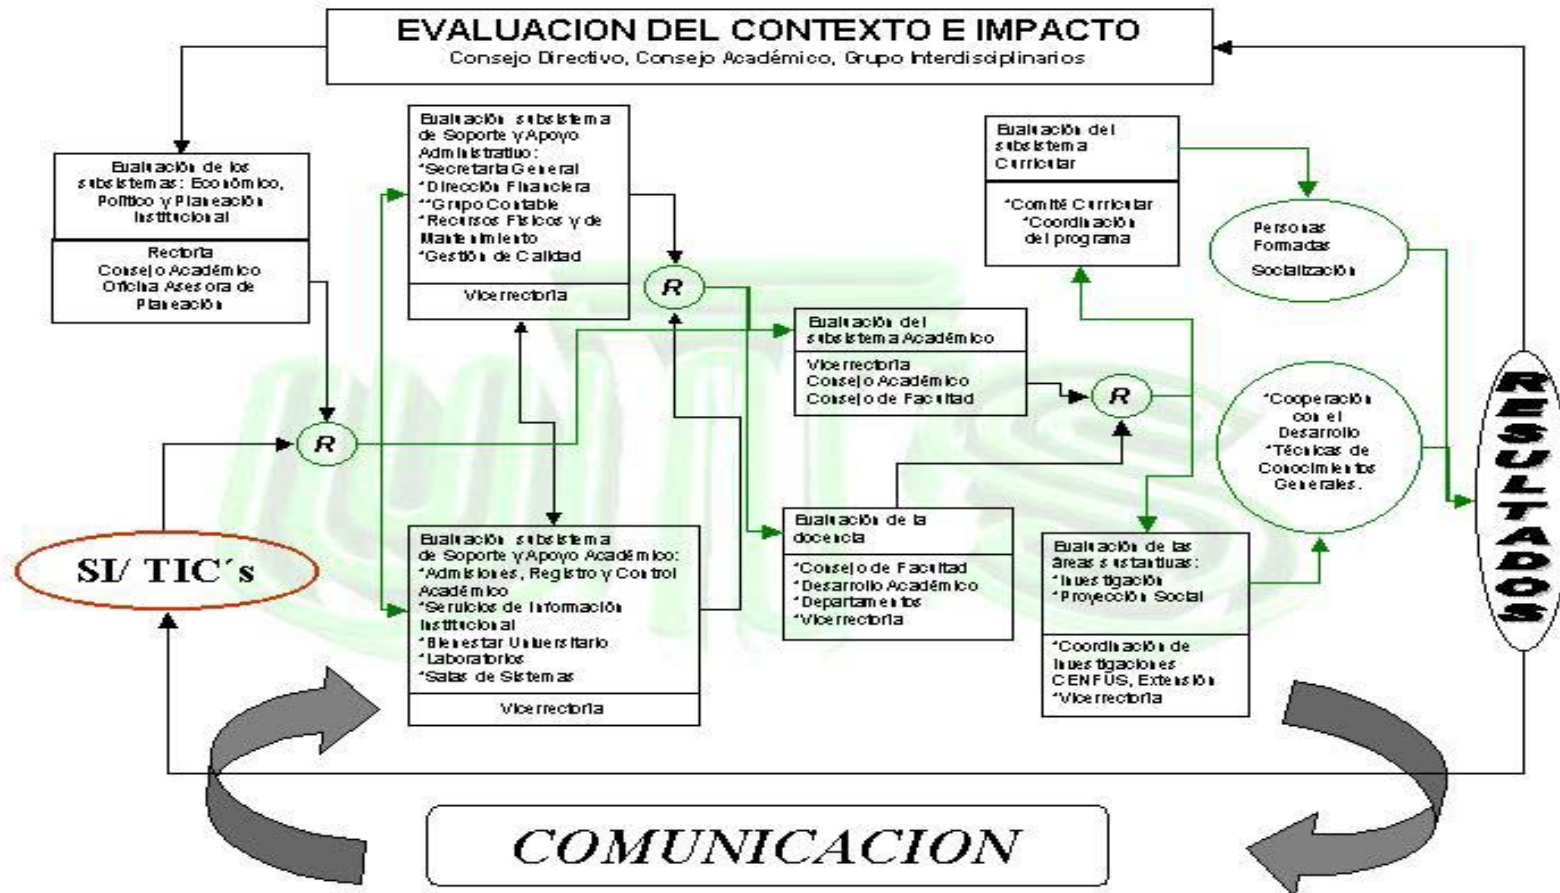 EVALUACION DEL CONTEXTO E IMPACTO
Consejo Directivo, Consejo Académico, Grupo Interdisciplinarios
Evaluación de los
subsistemas: Económico,
Político y Planeación
Institucional
Rectoría
Consejo Académico
Oficina Asesora de
Planeación
Evaluación subsistema
de Soporte y Apoyo
Administrativo:
*Secretaría General
*Dirección Financiera
**Grupo Contable
*Recursos Físicos y de
Mantenimiento
*Gestión de Calidad
Vicerrectoría
R
R
Evaluación del
subsistema Académico
Vicerrectoría
Consejo Académico
Consejo de Facultad
R
Evaluación del
subsistema
Curricular
*Comité Curricular
*Coordinación
del programa
Personas
Formadas
Socialización
*Cooperación
con el
Desarrollo
*Técnicas de
Conocimientos
Generales.
RESULTADOS
SI/ TIC´s
Evaluación subsistema
de Soporte y Apoyo Académico:
*Admisiones, Registro y Control
Académico
*Servicios de Información
Institucional
*Bienestar Universitario
*Laboratorios
*Salas de Sistemas
Vicerrectoría
Evaluación de la
docencia
*Consejo de Facultad
*Desarrollo Académico
*Departamentos
*Vicerrectoría
Evaluación de las
áreas sustantivas:
*Investigación
*Proyección Social
*Coordinación de
Investigaciones
CENFUS, Extensión
*Vicerrectoría
UTS
COMUNICACION